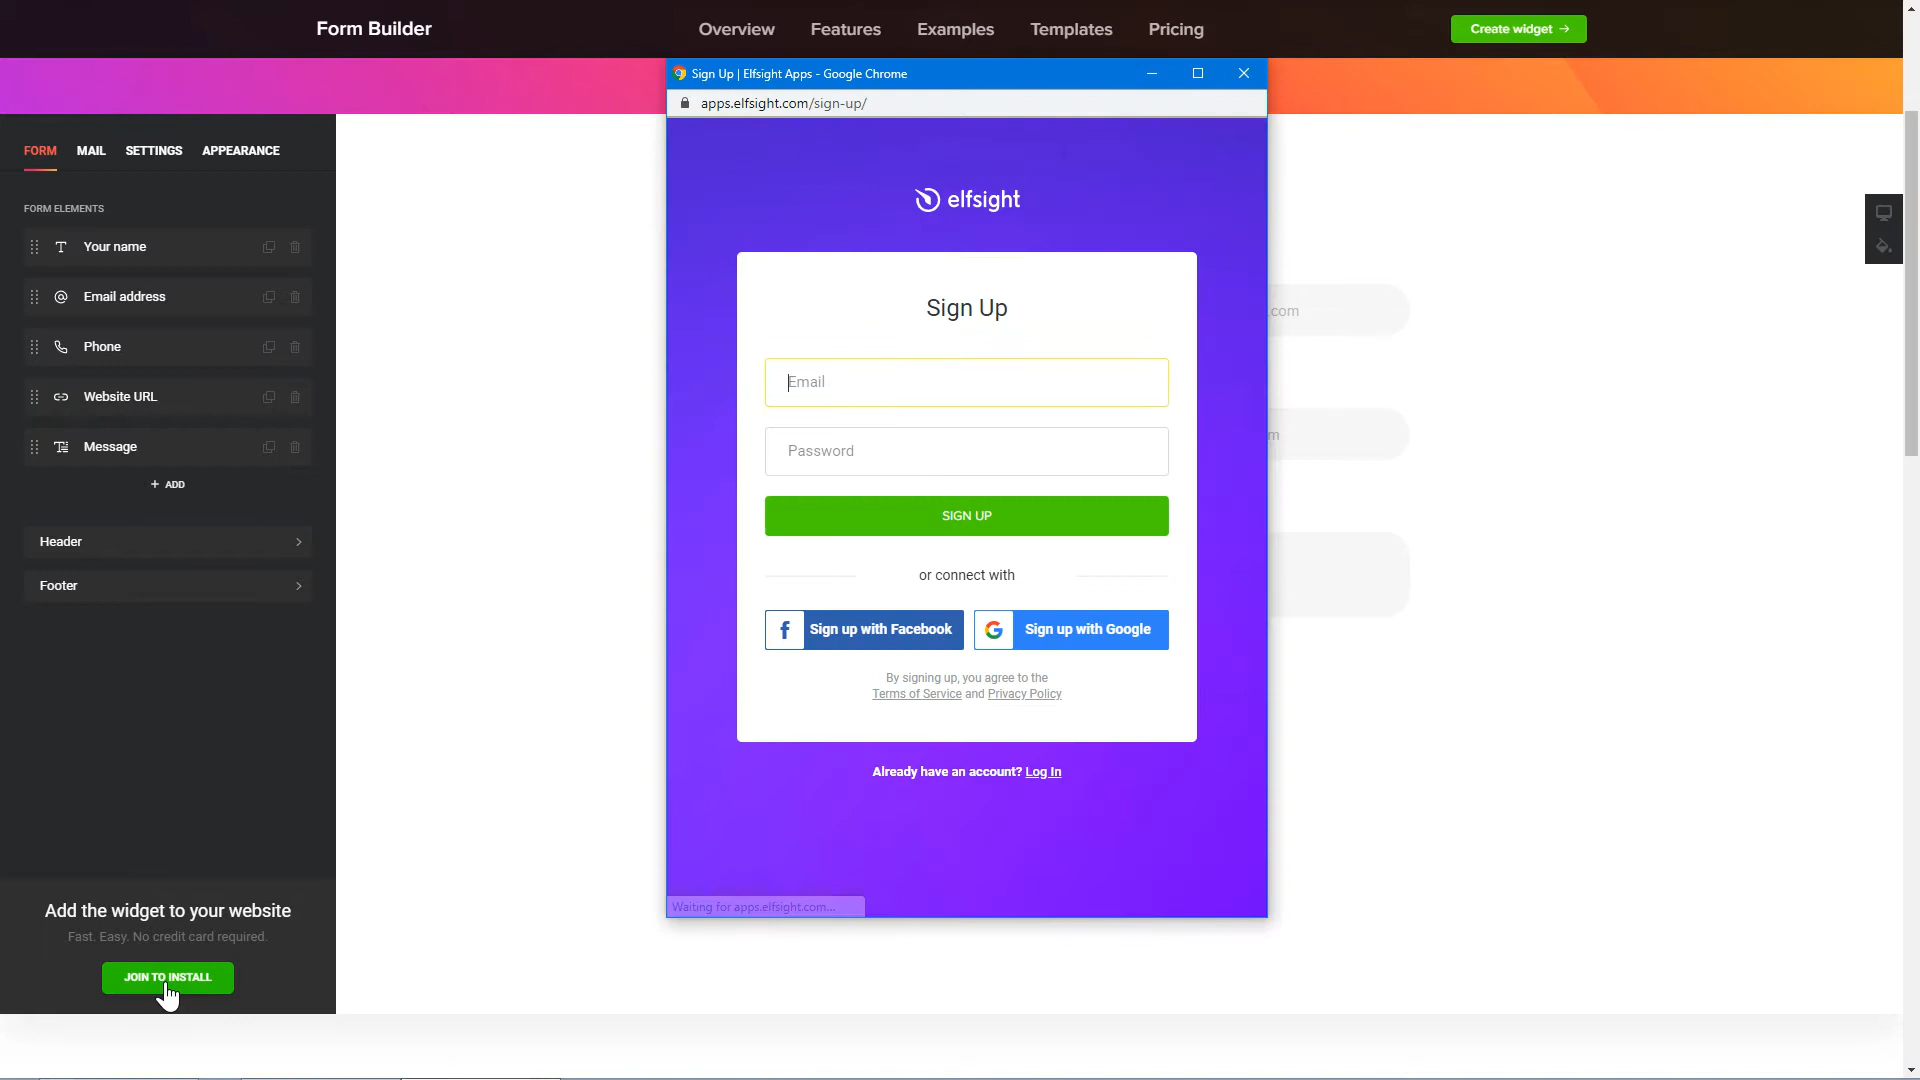 Form Builder
Overview
Features
Examples
Templates
Pricing
Create widget →
Sign Up | Elfsight Apps - Google Chrome
apps.elfsight.com/sign-up/
FORM
MAIL
SETTINGS
APPEARANCE
FORM ELEMENTS
Your name
Email address
Phone
Website URL
Message
+ ADD
Header
Footer
Add the widget to your website
Fast. Easy. No credit card required.
JOIN TO INSTALL
elfsight
Sign Up
Email
Password
SIGN UP
or connect with
Sign up with Facebook
Sign up with Google
By signing up, you agree to the
Terms of Service and Privacy Policy
Already have an account? Log In
Waiting for apps.elfsight.com...
.com
m